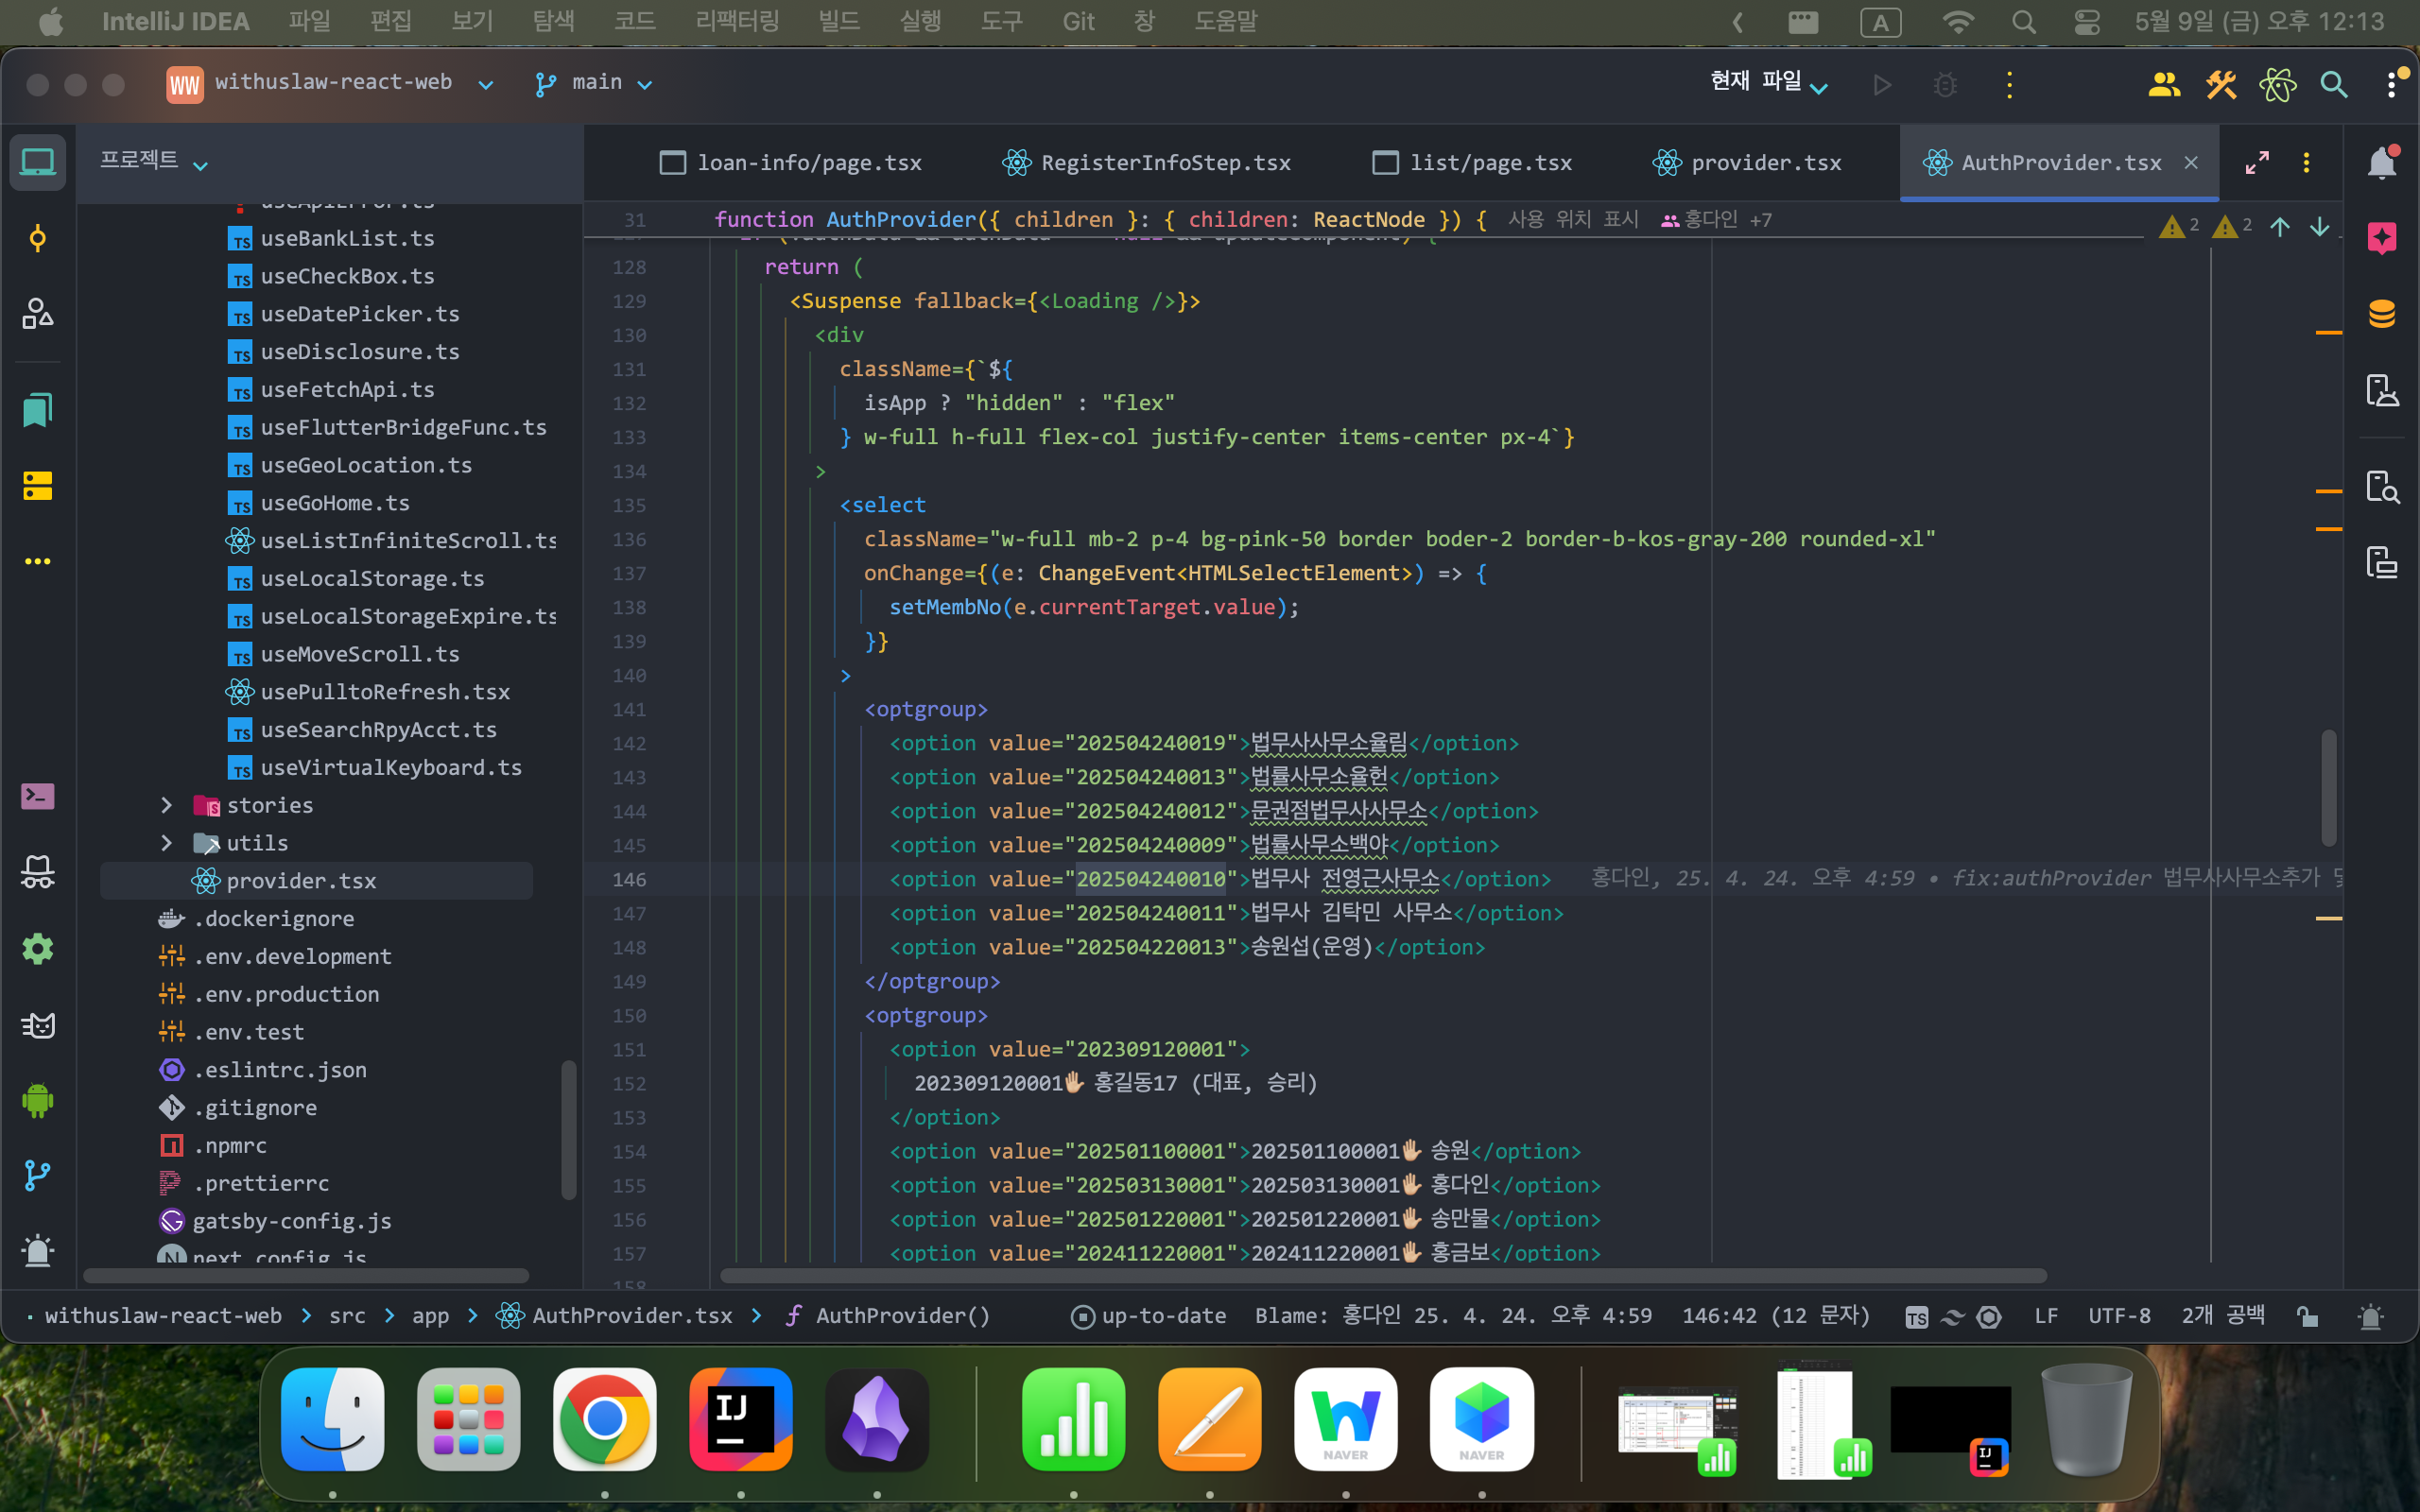 IntelliJ IDEA 파일 편집 보기 탐색 코드 리팩터링 빌드 실행 도구 Git 창 도움말 A 5월 9일 (금) 오후 12:13
WW withuslaw-react-web main 현재 파일
프로젝트
loan-info/page.tsx RegisterInfoStep.tsx list/page.tsx provider.tsx AuthProvider.tsx
useBankList.ts
useCheckBox.ts
useDatePicker.ts
useDisclosure.ts
useFetchApi.ts
useFlutterBridgeFunc.ts
useGeoLocation.ts
useGoHome.ts
useListInfiniteScroll.ts
useLocalStorage.ts
useLocalStorageExpire.ts
useMoveScroll.ts
usePulltoRefresh.tsx
useSearchRpyAcct.ts
useVirtualKeyboard.ts
stories
utils
provider.tsx
.dockerignore
.env.development
.env.production
.env.test
.eslintrc.json
.gitignore
.npmrc
.prettierrc
gatsby-config.js
next.config.js
31 function AuthProvider({ children }: { children: ReactNode }) { 사용 위치 표시 홍다인 +7
2 2
128 return (
129 <Suspense fallback={<Loading />}>
130 <div
131 className={`${
132 isApp ? "hidden" : "flex"
133 } w-full h-full flex-col justify-center items-center px-4`}
134 >
135 <select
136 className="w-full mb-2 p-4 bg-pink-50 border boder-2 border-b-kos-gray-200 rounded-xl"
137 onChange={(e: ChangeEvent<HTMLSelectElement>) => {
138 setMembNo(e.currentTarget.value);
139 }}
140 >
141 <optgroup>
142 <option value="202504240019">법무사사무소율림</option>
143 <option value="202504240013">법률사무소율헌</option>
144 <option value="202504240012">문권점법무사사무소</option>
145 <option value="202504240009">법률사무소백야</option>
146 <option value="202504240010">법무사 전영근사무소</option> 홍다인, 25. 4. 24. 오후 4:59 • fix:authProvider 법무사사무소추가 및
147 <option value="202504240011">법무사 김탁민 사무소</option>
148 <option value="202504220013">송원섭(운영)</option>
149 </optgroup>
150 <optgroup>
151 <option value="202309120001">
152 202309120001🖐🏼 홍길동17 (대표, 승리)
153 </option>
154 <option value="202501100001">202501100001🖐🏼 송원</option>
155 <option value="202503130001">202503130001🖐🏼 홍다인</option>
156 <option value="202501220001">202501220001🖐🏼 송만물</option>
157 <option value="202411220001">202411220001🖐🏼 홍금보</option>
158
withuslaw-react-web > src > app > AuthProvider.tsx > AuthProvider() up-to-date Blame: 홍다인 25. 4. 24. 오후 4:59 146:42 (12 문자) TS LF UTF-8 2개 공백
IJ NAVER NAVER IJ